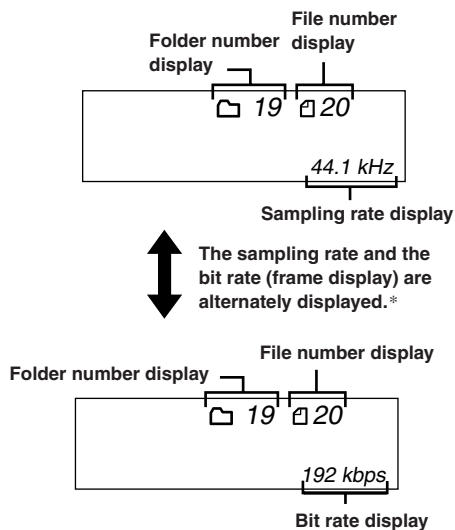 Folder number display
File number display
19 20
44.1 kHz
Sampling rate display
The sampling rate and the
bit rate (frame display) are
alternately displayed.*
File number display
Folder number display
19 20
192 kbps
Bit rate display